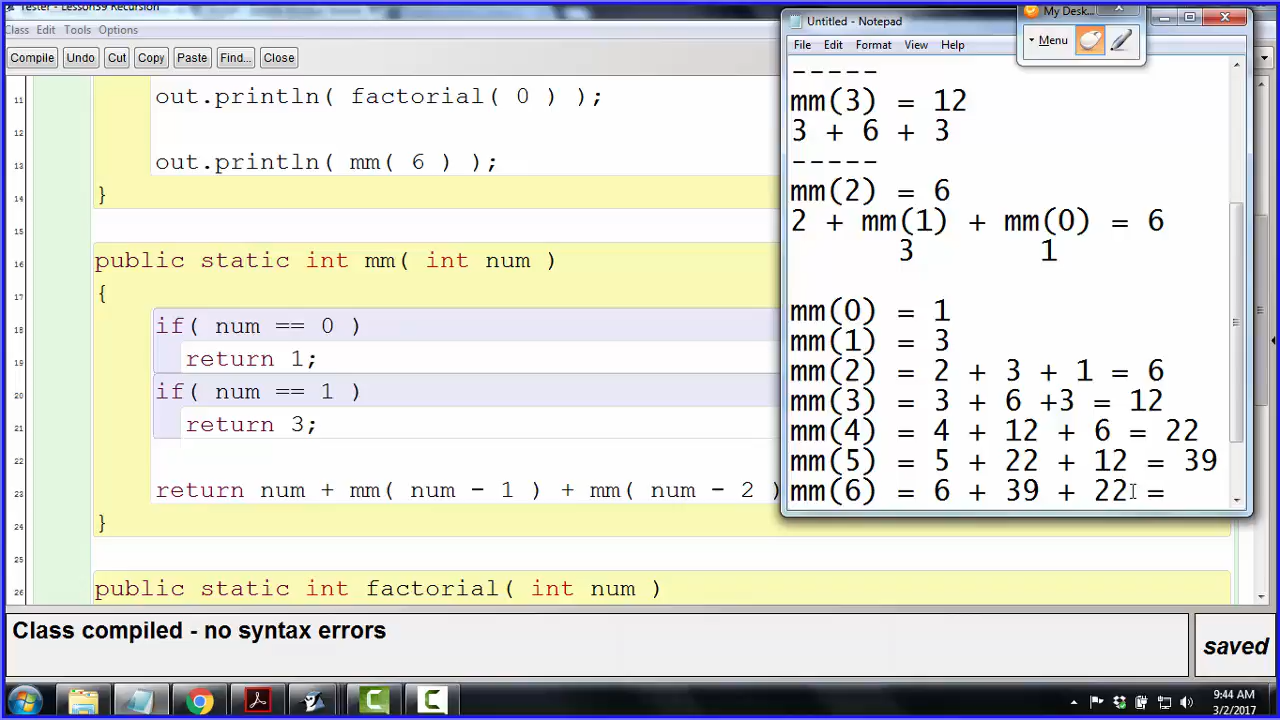 Tester - Lesson59 Recursion
Class Edit Tools Options
Compile Undo Cut Copy Paste Find... Close
11 out.println( factorial( 0 ) );
12
13 out.println( mm( 6 ) );
14 }
15
16 public static int mm( int num )
17 {
18 if( num == 0 )
19 return 1;
20 if( num == 1 )
21 return 3;
22
23 return num + mm( num - 1 ) + mm( num - 2 )
24 }
25
26 public static int factorial( int num )
Class compiled - no syntax errors
saved
Untitled - Notepad
My Desk...
Menu
File Edit Format View Help
-----
mm(3) = 12
3 + 6 + 3
-----
mm(2) = 6
2 + mm(1) + mm(0) = 6
3 1
mm(0) = 1
mm(1) = 3
mm(2) = 2 + 3 + 1 = 6
mm(3) = 3 + 6 +3 = 12
mm(4) = 4 + 12 + 6 = 22
mm(5) = 5 + 22 + 12 = 39
mm(6) = 6 + 39 + 22 =
9:44 AM
3/2/2017